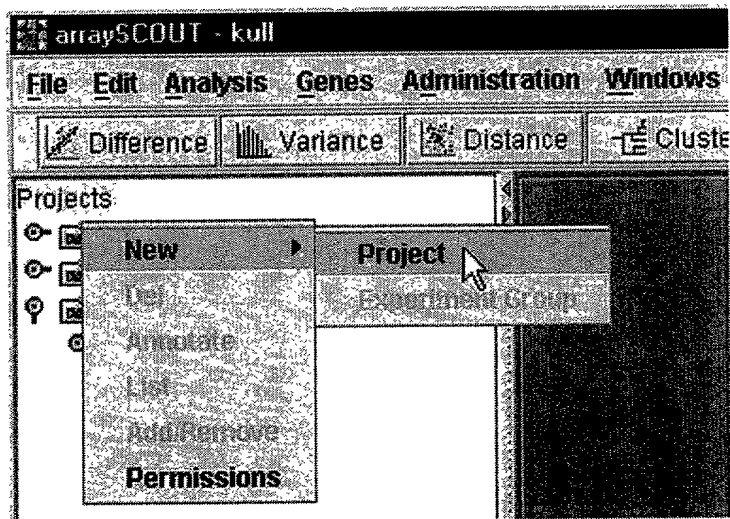 arraySCOUT - kull
File Edit Analysis Genes Administration Windows
Difference Variance Distance Cluste
Projects
New Project
Del Experiment Group
Annotate
List
Add/Remove
Permissions